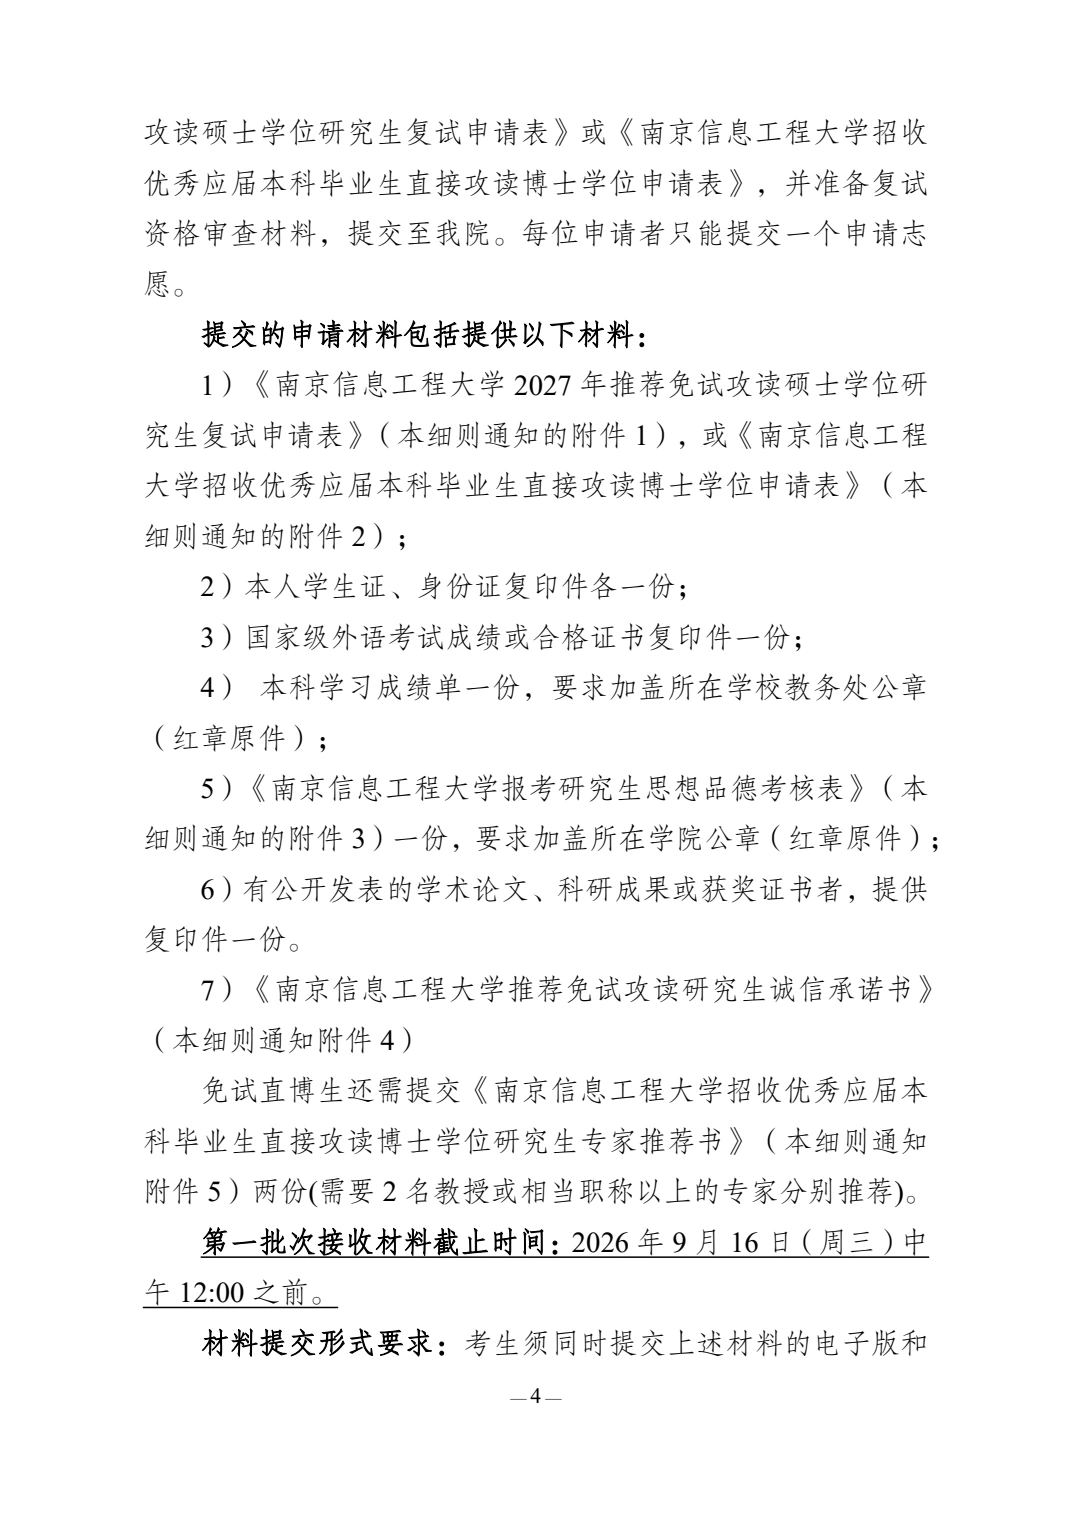 攻读硕士学位研究生复试申请表》或《南京信息工程大学招收
优秀应届本科毕业生直接攻读博士学位申请表》，并准备复试
资格审查材料，提交至我院。每位申请者只能提交一个申请志
愿。
提交的申请材料包括提供以下材料：
1）《南京信息工程大学 2027 年推荐免试攻读硕士学位研
究生复试申请表》（本细则通知的附件 1），或《南京信息工程
大学招收优秀应届本科毕业生直接攻读博士学位申请表》（本
细则通知的附件 2）；
2）本人学生证、身份证复印件各一份；
3）国家级外语考试成绩或合格证书复印件一份；
4） 本科学习成绩单一份，要求加盖所在学校教务处公章
（红章原件）；
5）《南京信息工程大学报考研究生思想品德考核表》（本
细则通知的附件 3）一份，要求加盖所在学院公章（红章原件）；
6）有公开发表的学术论文、科研成果或获奖证书者，提供
复印件一份。
7）《南京信息工程大学推荐免试攻读研究生诚信承诺书》
（本细则通知附件 4）
免试直博生还需提交《南京信息工程大学招收优秀应届本
科毕业生直接攻读博士学位研究生专家推荐书》（本细则通知
附件 5）两份(需要 2 名教授或相当职称以上的专家分别推荐)。
第一批次接收材料截止时间：2026 年 9 月 16 日（周三）中
午 12:00 之前。
材料提交形式要求：考生须同时提交上述材料的电子版和
— 4 —